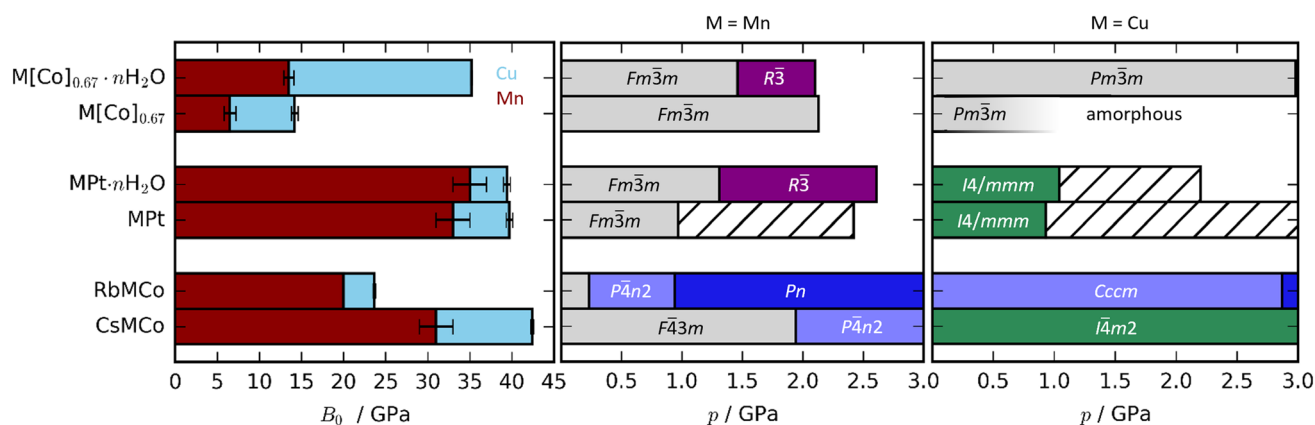 M = Mn
M = Cu
M[Co]₀.₆₇ · nH₂O
M[Co]₀.₆₇
MPt·nH₂O
MPt
RbMCo
CsMCo
Cu
Mn
Fm3̅m
R3̅
Fm3̅m
Fm3̅m
R3̅
Fm3̅m
P4̅n2
Pn
F4̅3m
P4̅n2
Pm3̅m
Pm3̅m
amorphous
I4/mmm
I4/mmm
Cccm
I4̅m2
0 5 10 15 20 25 30 35 40 45
0.5 1.0 1.5 2.0 2.5 3.0
0.5 1.0 1.5 2.0 2.5 3.0
B₀ / GPa
p / GPa
p / GPa